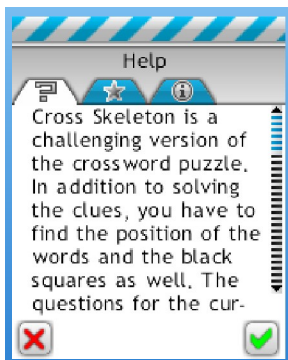 Help
Cross Skeleton is a
challenging version of
the crossword puzzle.
In addition to solving
the clues, you have to
find the position of the
words and the black
squares as well. The
questions for the cur-